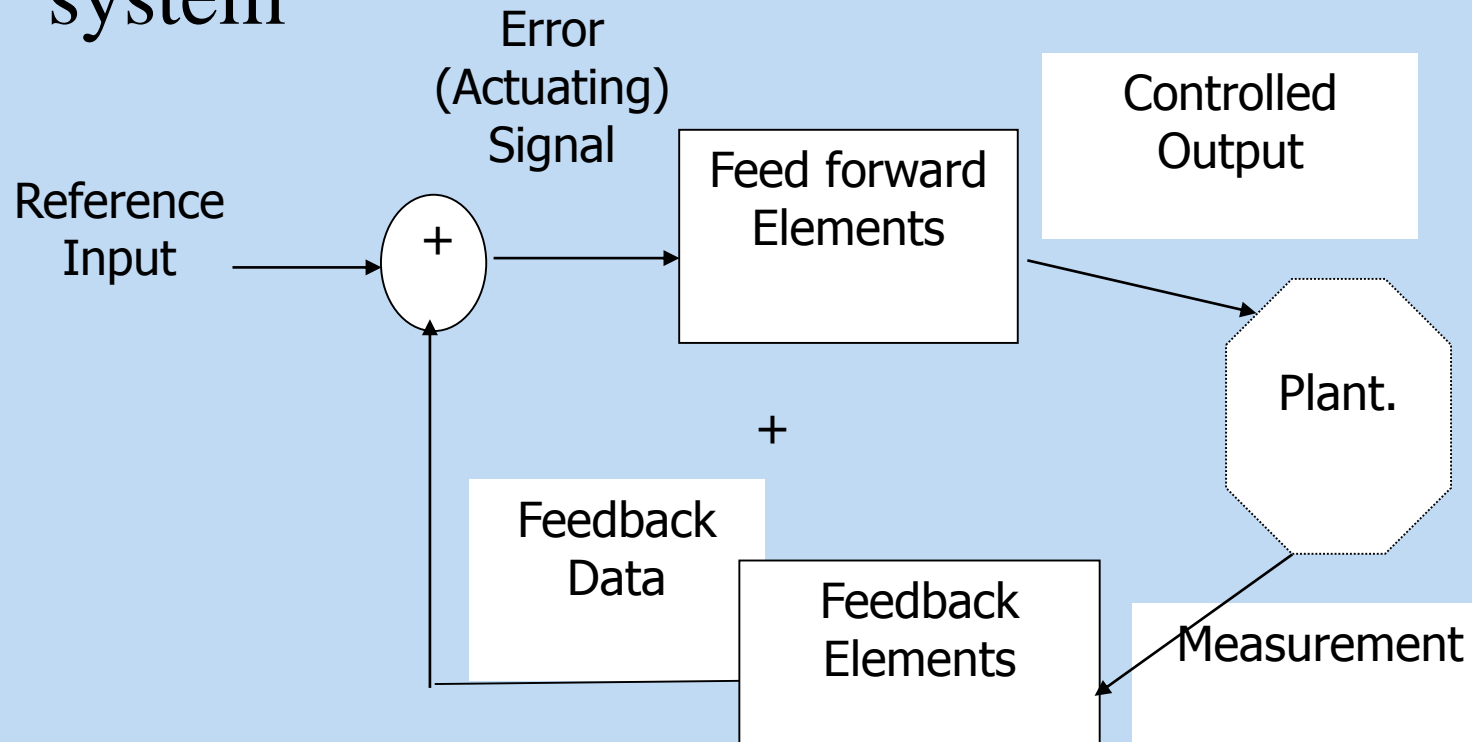 system
Error
(Actuating)
Signal
Controlled
Output
Feed forward
Elements
Reference
Input
+
Plant.
+
Feedback
Data
Feedback
Elements
Measurement